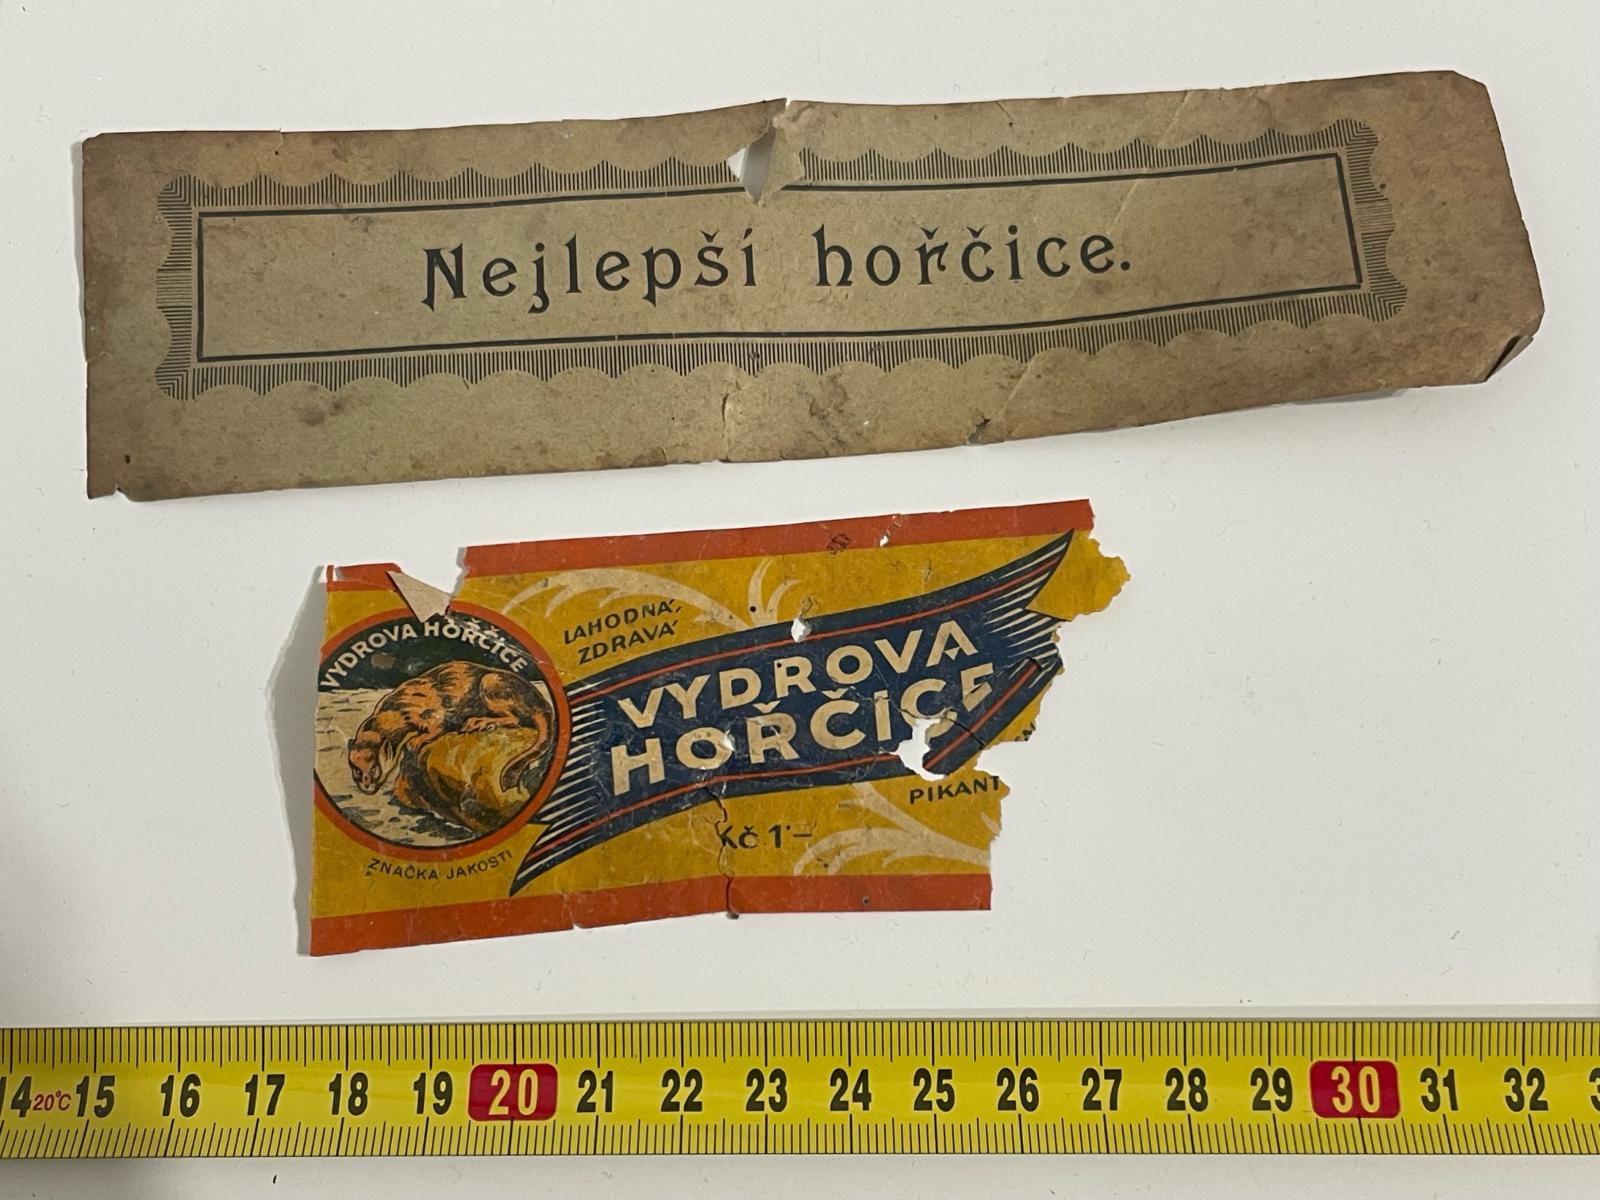 Nejlepší hořčice.
VYDROVA HOŘČICE
LAHODNÁ,
ZDRAVÁ
VYDROVA
HOŘČICE
PIKANT
Kč 1·–
ZNAČKA JAKOSTI
14 20°C 15 16 17 18 19 20 21 22 23 24 25 26 27 28 29 30 31 32